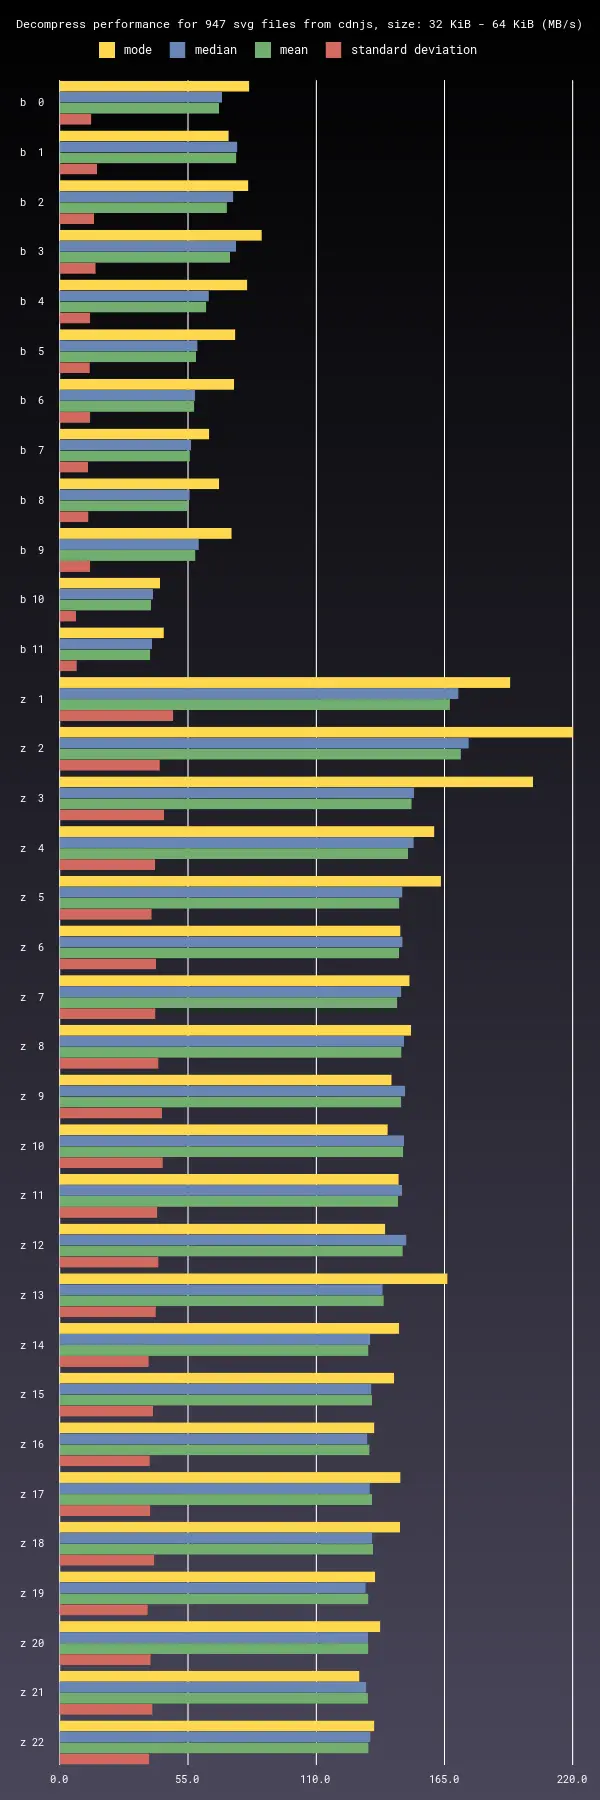 Decompress performance for 947 svg files from cdnjs, size: 32 KiB - 64 KiB (MB/s)
mode median mean standard deviation
b 0
b 1
b 2
b 3
b 4
b 5
b 6
b 7
b 8
b 9
b 10
b 11
z 1
z 2
z 3
z 4
z 5
z 6
z 7
z 8
z 9
z 10
z 11
z 12
z 13
z 14
z 15
z 16
z 17
z 18
z 19
z 20
z 21
z 22
0.0 55.0 110.0 165.0 220.0